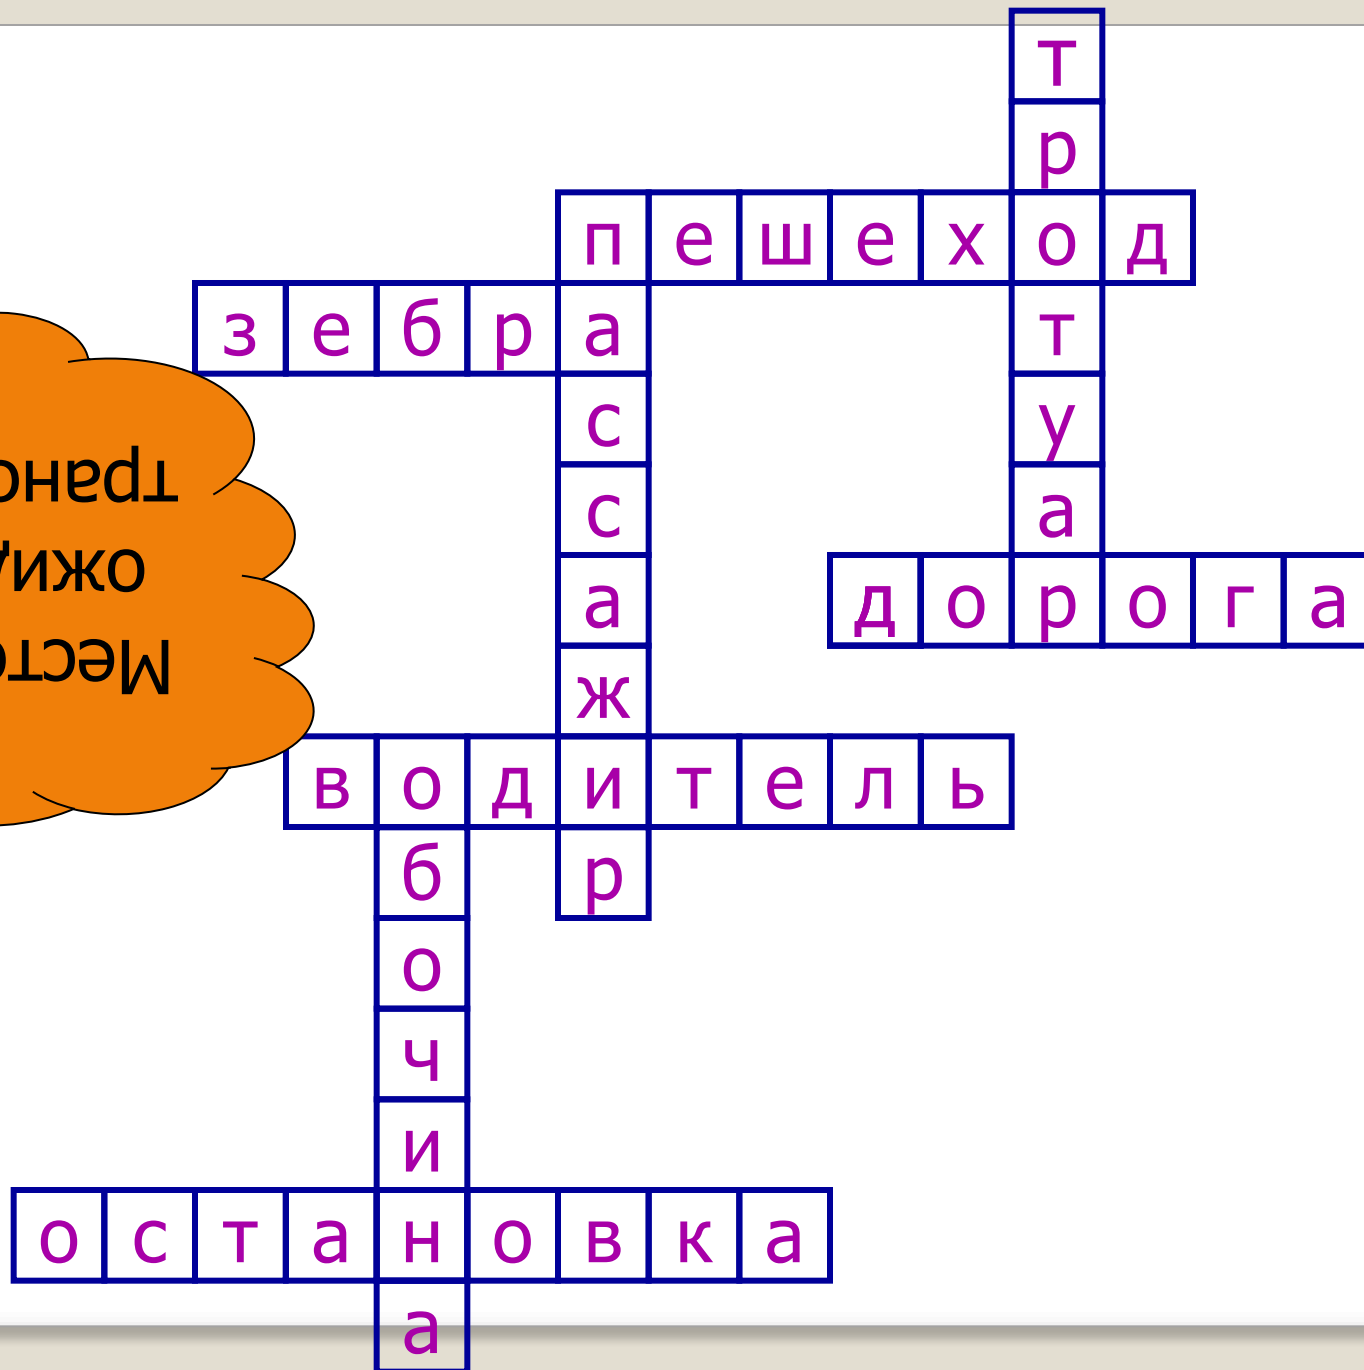 тротуар
пешеход
зебра
пассажир
дорога
водитель
обочина
остановка